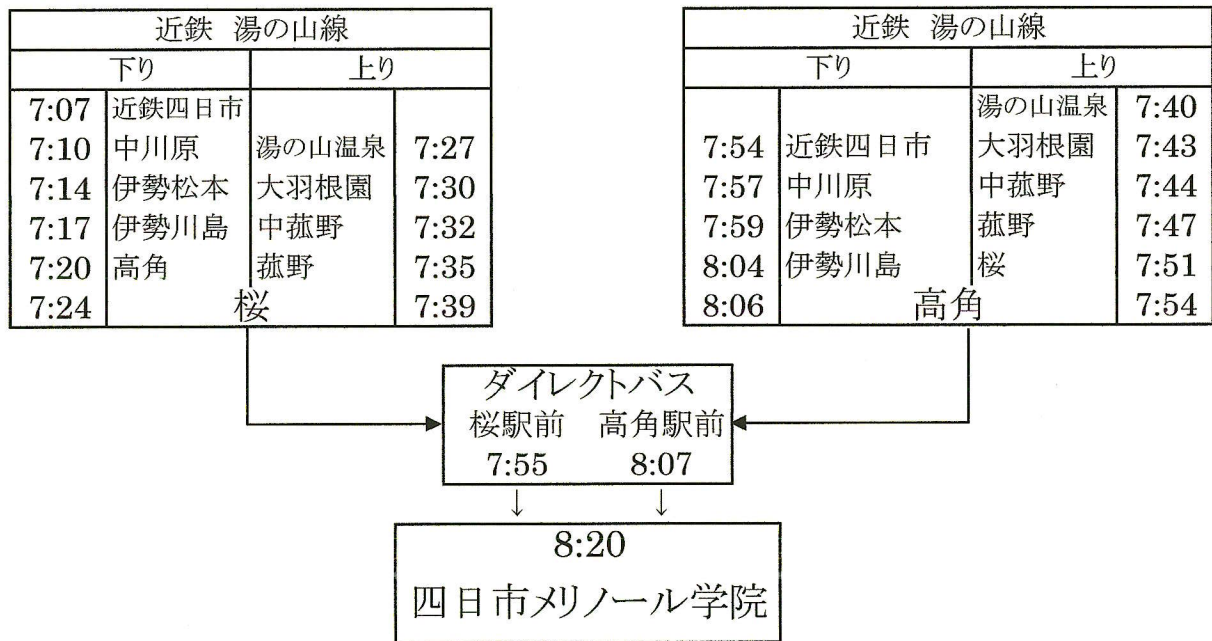 近鉄 湯の山線
下り 上り
7:07 近鉄四日市
7:10 中川原 湯の山温泉 7:27
7:14 伊勢松本 大羽根園 7:30
7:17 伊勢川島 中菰野 7:32
7:20 高角 菰野 7:35
7:24 桜 7:39
近鉄 湯の山線
下り 上り
湯の山温泉 7:40
7:54 近鉄四日市 大羽根園 7:43
7:57 中川原 中菰野 7:44
7:59 伊勢松本 菰野 7:47
8:04 伊勢川島 桜 7:51
8:06 高角 7:54
ダイレクトバス
桜駅前 高角駅前
7:55 8:07
↓ ↓
8:20
四日市メリノール学院